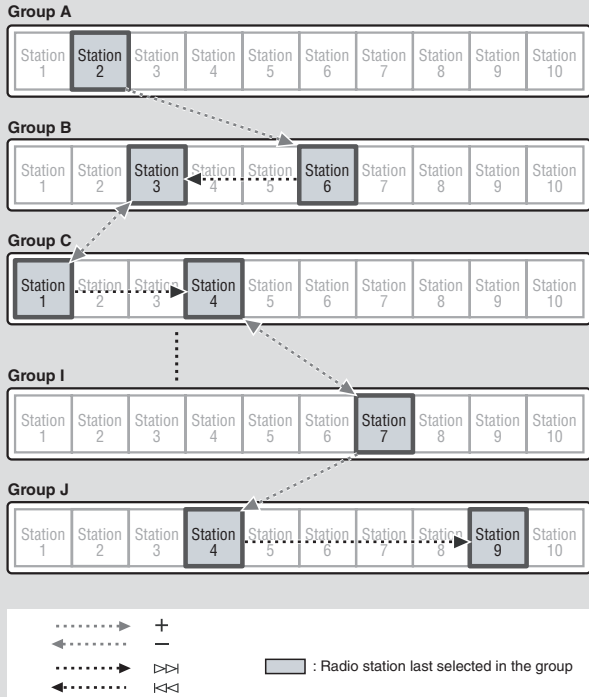 Group A
Station 1 Station 2 Station 3 Station 4 Station 5 Station 6 Station 7 Station 8 Station 9 Station 10
Group B
Station 1 Station 2 Station 3 Station 4 Station 5 Station 6 Station 7 Station 8 Station 9 Station 10
Group C
Station 1 Station 2 Station 3 Station 4 Station 5 Station 6 Station 7 Station 8 Station 9 Station 10
Group I
Station 1 Station 2 Station 3 Station 4 Station 5 Station 6 Station 7 Station 8 Station 9 Station 10
Group J
Station 1 Station 2 Station 3 Station 4 Station 5 Station 6 Station 7 Station 8 Station 9 Station 10
+
−
: Radio station last selected in the group